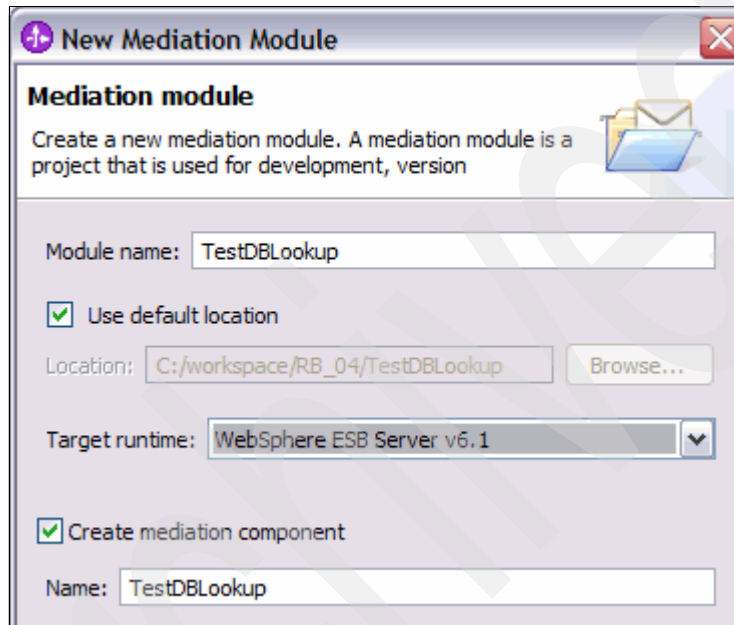 New Mediation Module
Mediation module
Create a new mediation module. A mediation module is a
project that is used for development, version
Module name: TestDBLookup
Use default location
Location: C:/workspace/RB_04/TestDBLookup Browse...
Target runtime: WebSphere ESB Server v6.1
Create mediation component
Name: TestDBLookup